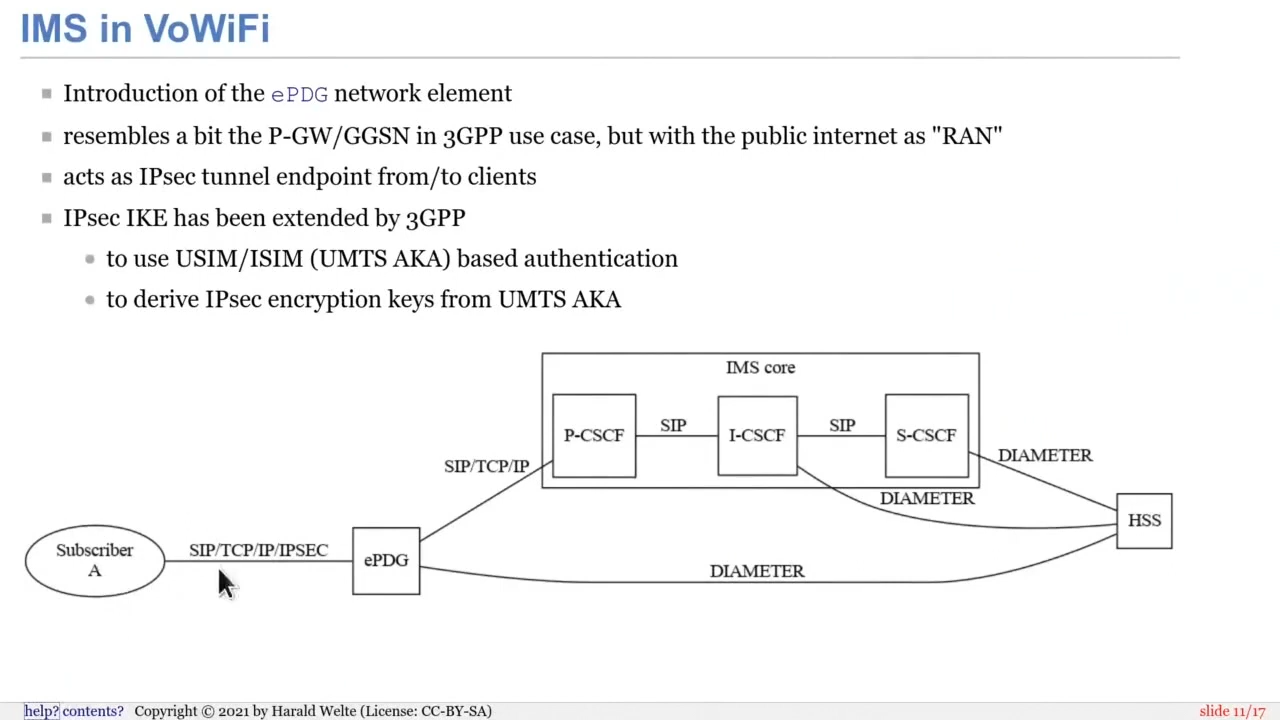 IMS in VoWiFi
Introduction of the ePDG network element
resembles a bit the P-GW/GGSN in 3GPP use case, but with the public internet as "RAN"
acts as IPsec tunnel endpoint from/to clients
IPsec IKE has been extended by 3GPP
to use USIM/ISIM (UMTS AKA) based authentication
to derive IPsec encryption keys from UMTS AKA
IMS core
P-CSCF
SIP
I-CSCF
SIP
S-CSCF
SIP/TCP/IP
DIAMETER
DIAMETER
HSS
Subscriber
A
SIP/TCP/IP/IPSEC
ePDG
DIAMETER
help? contents? Copyright © 2021 by Harald Welte (License: CC-BY-SA)
slide 11/17